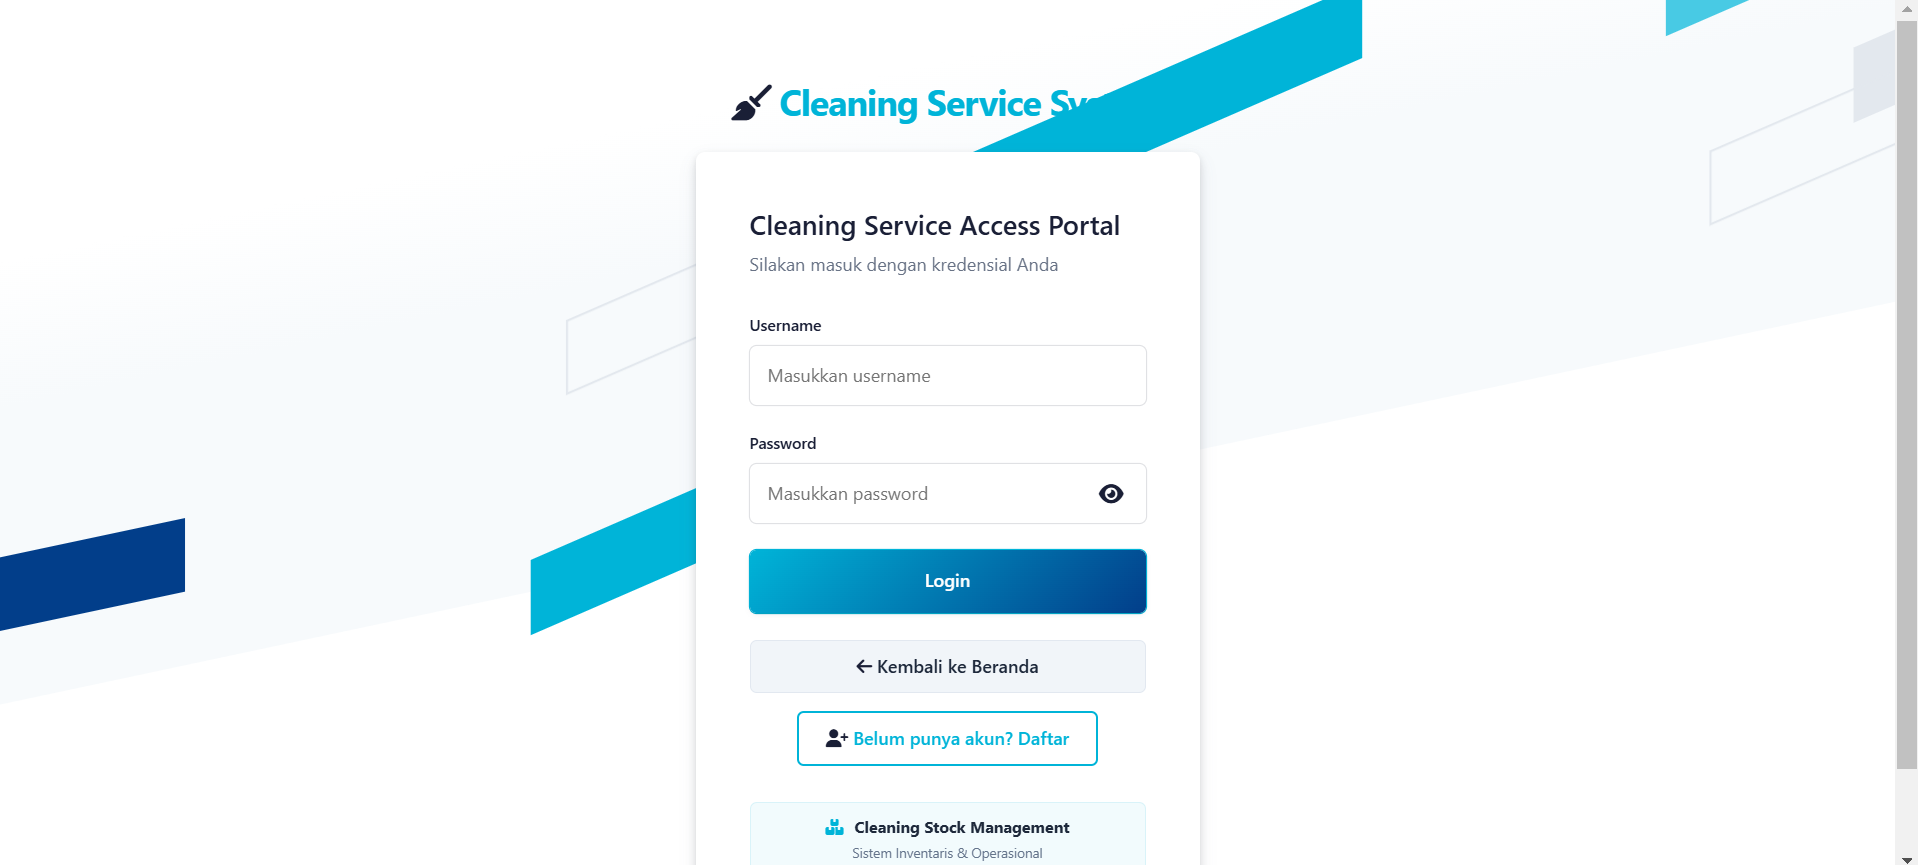 Cleaning Service Sy
Cleaning Service Access Portal
Silakan masuk dengan kredensial Anda
Username
Masukkan username
Password
Masukkan password
Login
Kembali ke Beranda
Belum punya akun? Daftar
Cleaning Stock Management
Sistem Inventaris & Operasional